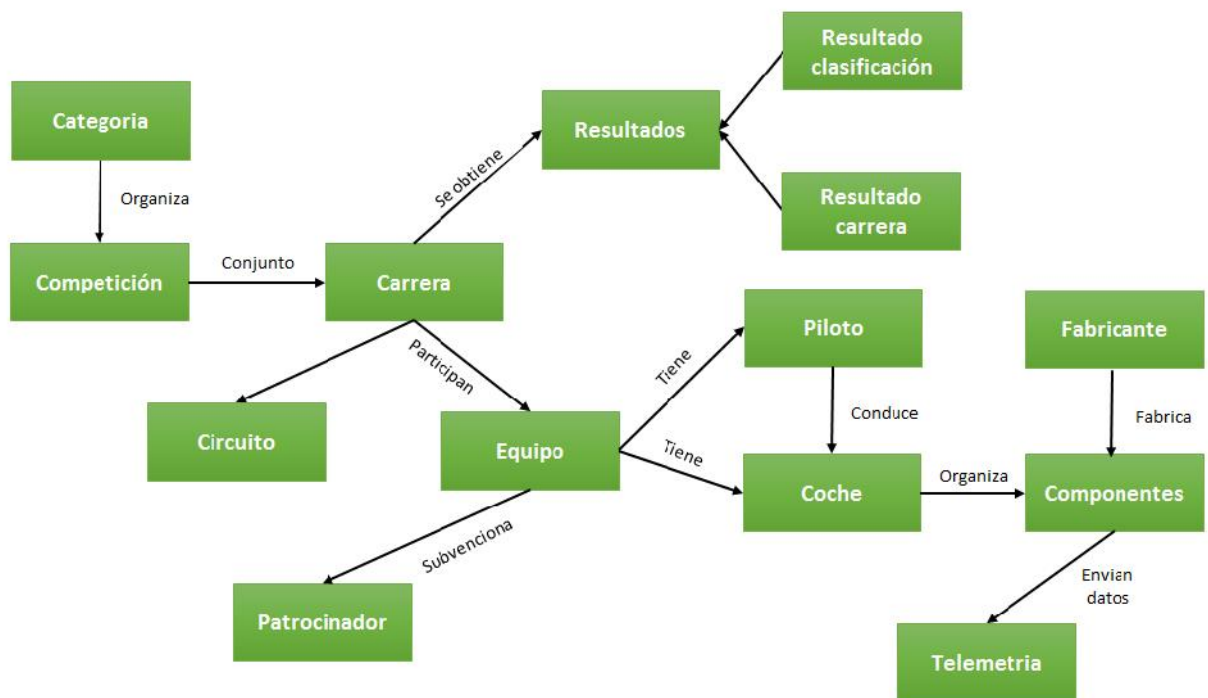 Resultado
clasificación
Categoria
Resultados
Organiza
Se obtiene
Resultado
carrera
Competición
Conjunto
Carrera
Piloto
Fabricante
Participan
Tiene
Conduce
Fabrica
Circuito
Equipo
Tiene
Coche
Organiza
Componentes
Subvenciona
Patrocinador
Envian
datos
Telemetria